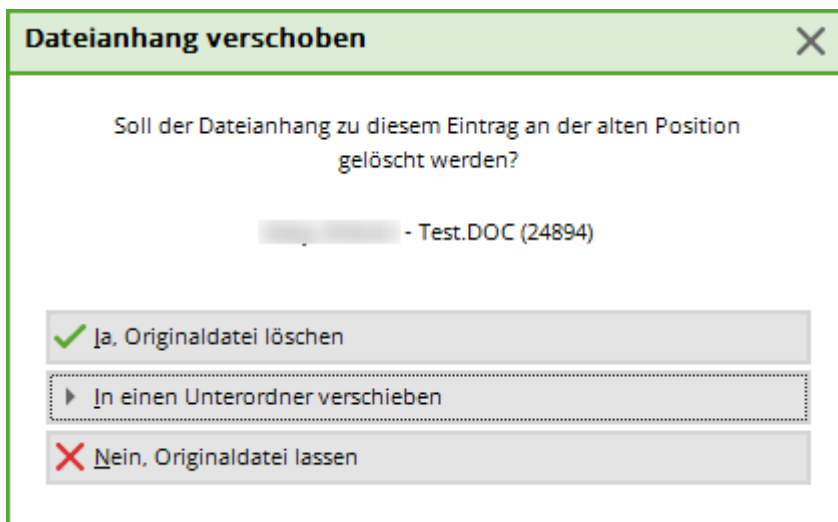 Dateianhang verschoben
Soll der Dateianhang zu diesem Eintrag an der alten Position
gelöscht werden?
- Test.DOC (24894)
Ja, Originaldatei löschen
In einen Unterordner verschieben
Nein, Originaldatei lassen